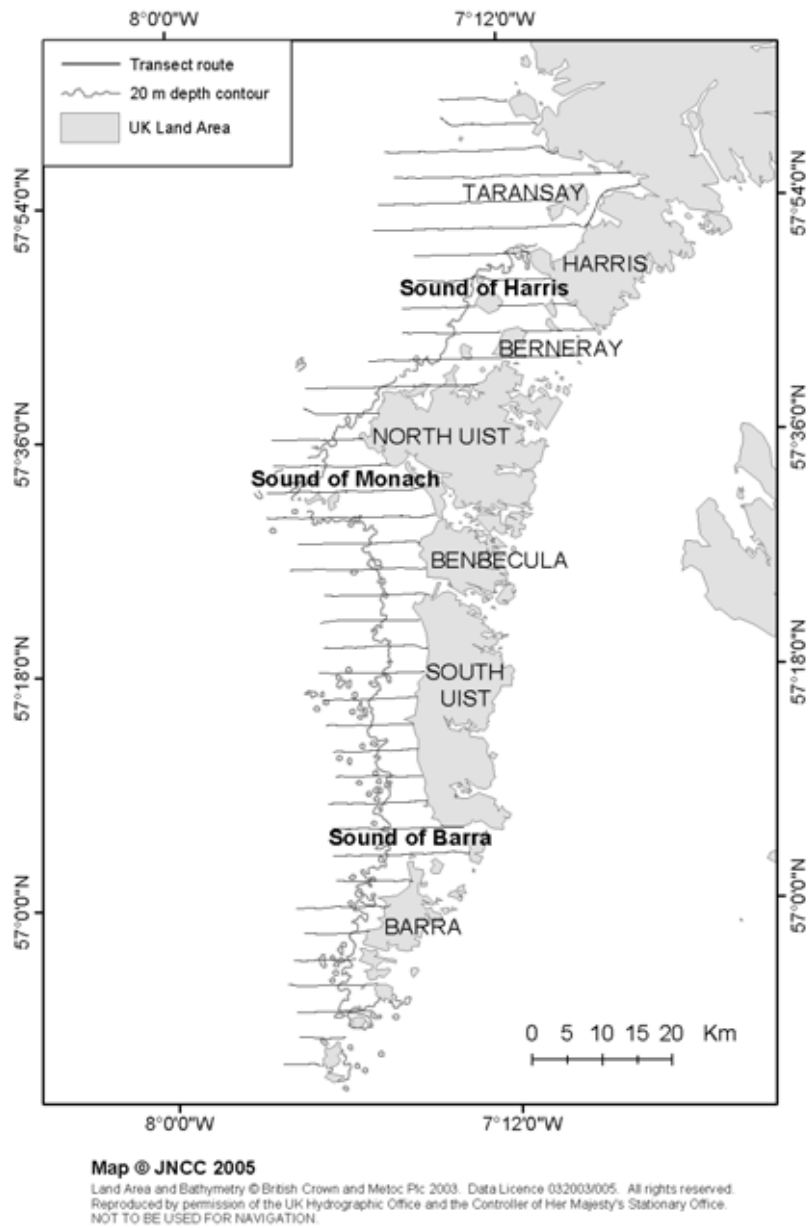 8°0'0"W 7°12'0"W
Transect route
20 m depth contour
UK Land Area
57°54'0"N
57°54'0"N
TARANSAY
HARRIS
Sound of Harris
BERNERAY
57°36'0"N
57°36'0"N
NORTH UIST
Sound of Monach
BENBECULA
57°18'0"N
57°18'0"N
SOUTH
UIST
Sound of Barra
57°0'0"N
57°0'0"N
BARRA
0 5 10 15 20 Km
8°0'0"W 7°12'0"W
Map © JNCC 2005
Land Area and Bathymetry © British Crown and Metoc Plc 2003. Data Licence 032003/005. All rights reserved.
Reproduced by permission of the UK Hydrographic Office and the Controller of Her Majesty's Stationary Office.
NOT TO BE USED FOR NAVIGATION.